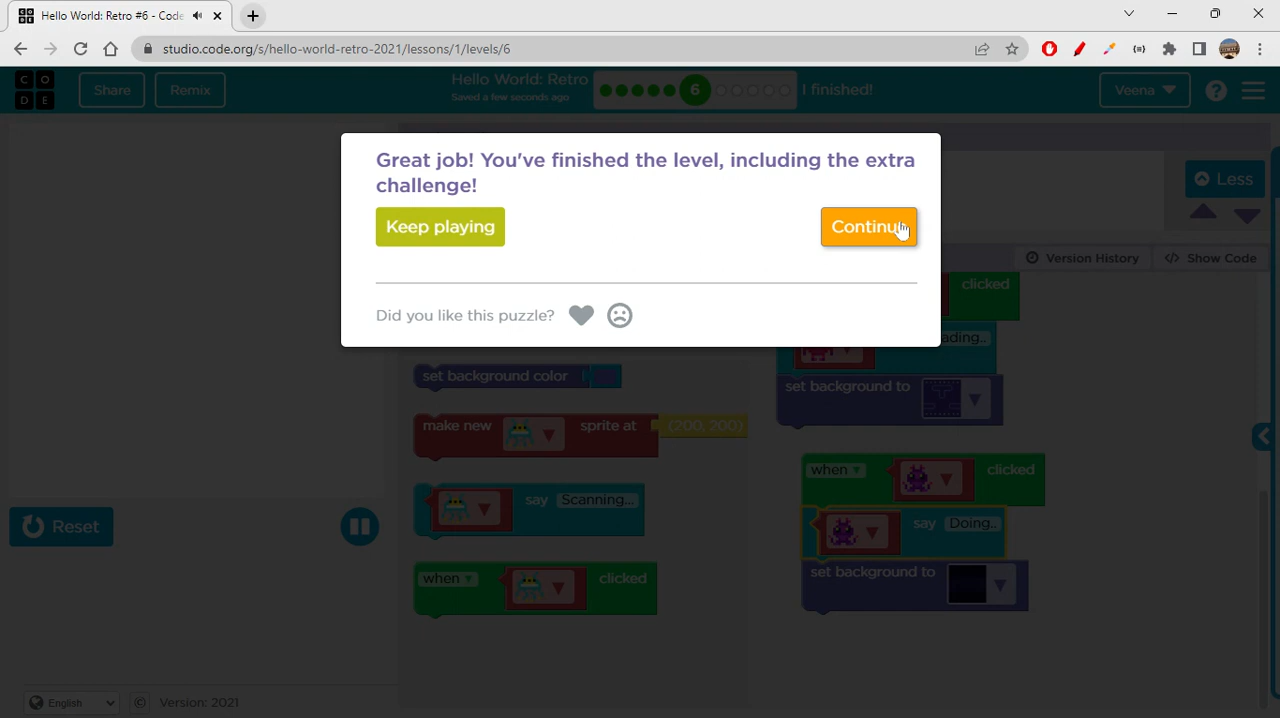 Hello World: Retro #6 - Code
studio.code.org/s/hello-world-retro-2021/lessons/1/levels/6
C O
D E
Share
Remix
Hello World: Retro
Saved a few seconds ago
6
I finished!
Veena
?
Great job! You've finished the level, including the extra
challenge!
Keep playing
Continu
Less
Version History
</> Show Code
Did you like this puzzle?
clicked
ading..
set background color
set background to
make new
sprite at
(200, 200)
when
clicked
say
Scanning...
say
Doing..
Reset
set background to
when
clicked
English
©
Version: 2021